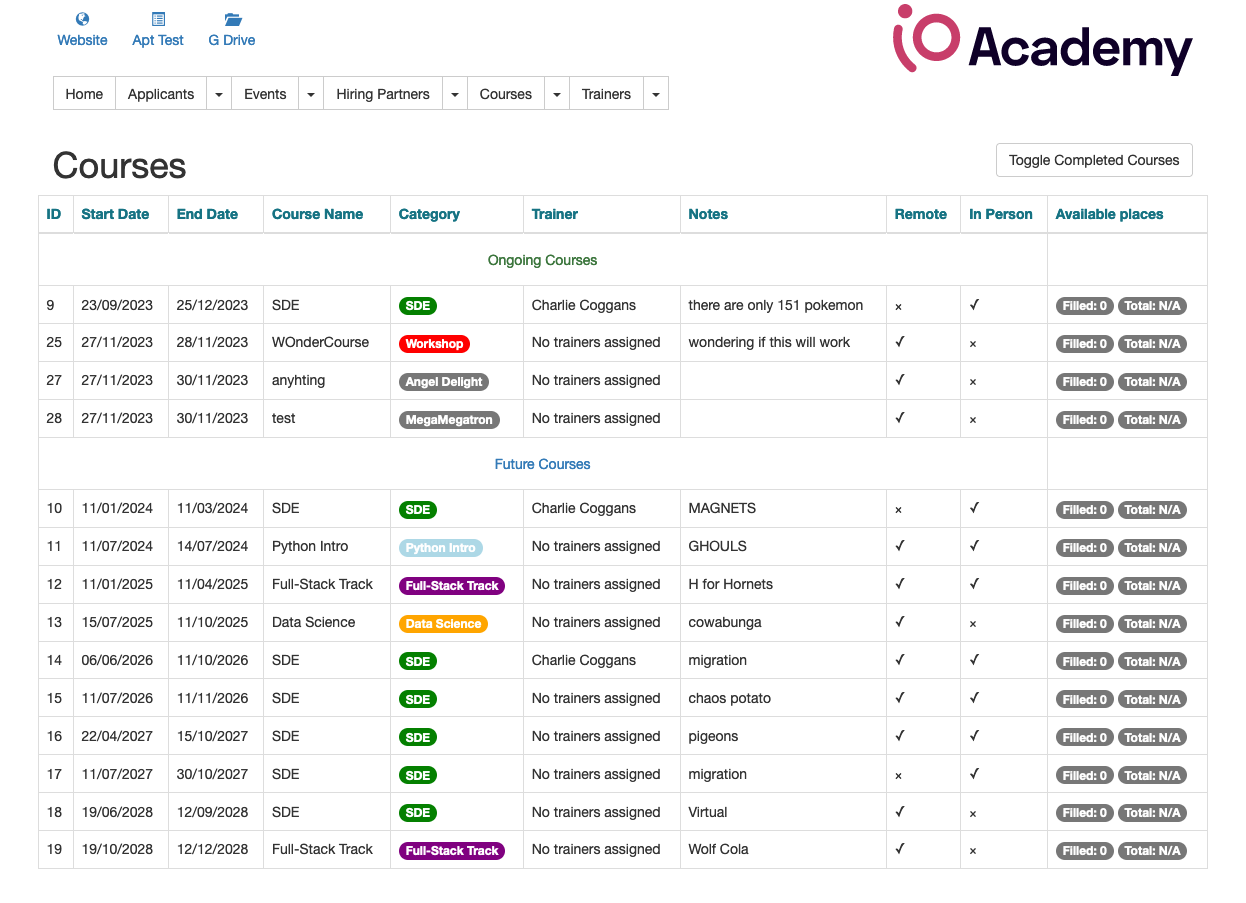 Website Apt Test G Drive
iO Academy
Home Applicants Events Hiring Partners Courses Trainers
Courses
Toggle Completed Courses
ID Start Date End Date Course Name Category Trainer Notes Remote In Person Available places
Ongoing Courses
9 23/09/2023 25/12/2023 SDE SDE Charlie Coggans there are only 151 pokemon × ✓ Filled: 0 Total: N/A
25 27/11/2023 28/11/2023 WOnderCourse Workshop No trainers assigned wondering if this will work ✓ × Filled: 0 Total: N/A
27 27/11/2023 30/11/2023 anyhting Angel Delight No trainers assigned ✓ × Filled: 0 Total: N/A
28 27/11/2023 30/11/2023 test MegaMegatron No trainers assigned ✓ × Filled: 0 Total: N/A
Future Courses
10 11/01/2024 11/03/2024 SDE SDE Charlie Coggans MAGNETS × ✓ Filled: 0 Total: N/A
11 11/07/2024 14/07/2024 Python Intro Python Intro No trainers assigned GHOULS ✓ ✓ Filled: 0 Total: N/A
12 11/01/2025 11/04/2025 Full-Stack Track Full-Stack Track No trainers assigned H for Hornets ✓ ✓ Filled: 0 Total: N/A
13 15/07/2025 11/10/2025 Data Science Data Science No trainers assigned cowabunga ✓ × Filled: 0 Total: N/A
14 06/06/2026 11/10/2026 SDE SDE Charlie Coggans migration ✓ ✓ Filled: 0 Total: N/A
15 11/07/2026 11/11/2026 SDE SDE No trainers assigned chaos potato ✓ ✓ Filled: 0 Total: N/A
16 22/04/2027 15/10/2027 SDE SDE No trainers assigned pigeons ✓ ✓ Filled: 0 Total: N/A
17 11/07/2027 30/10/2027 SDE SDE No trainers assigned migration × ✓ Filled: 0 Total: N/A
18 19/06/2028 12/09/2028 SDE SDE No trainers assigned Virtual ✓ × Filled: 0 Total: N/A
19 19/10/2028 12/12/2028 Full-Stack Track Full-Stack Track No trainers assigned Wolf Cola ✓ × Filled: 0 Total: N/A